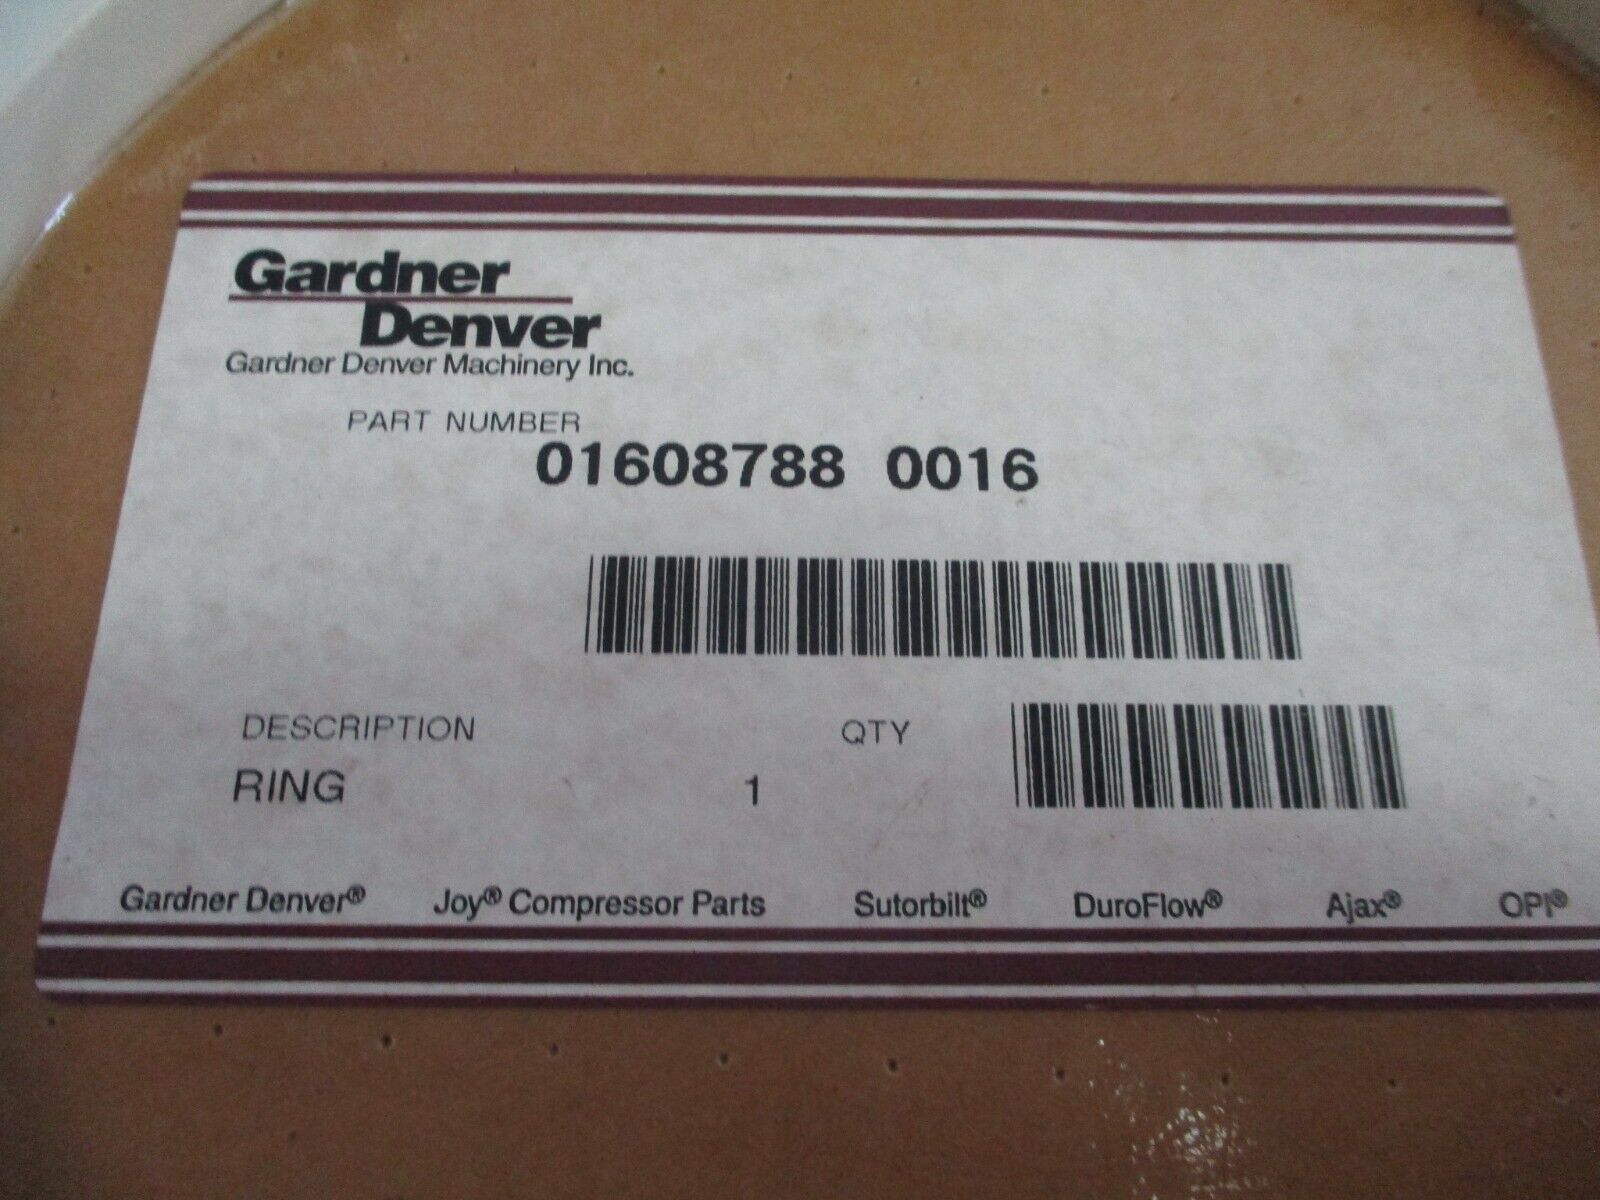 Gardner
Denver
Gardner Denver Machinery Inc.
PART NUMBER
01608788 0016
DESCRIPTION QTY
RING 1
Gardner Denver® Joy® Compressor Parts Sutorbilt® DuroFlow® Ajax® OPI®